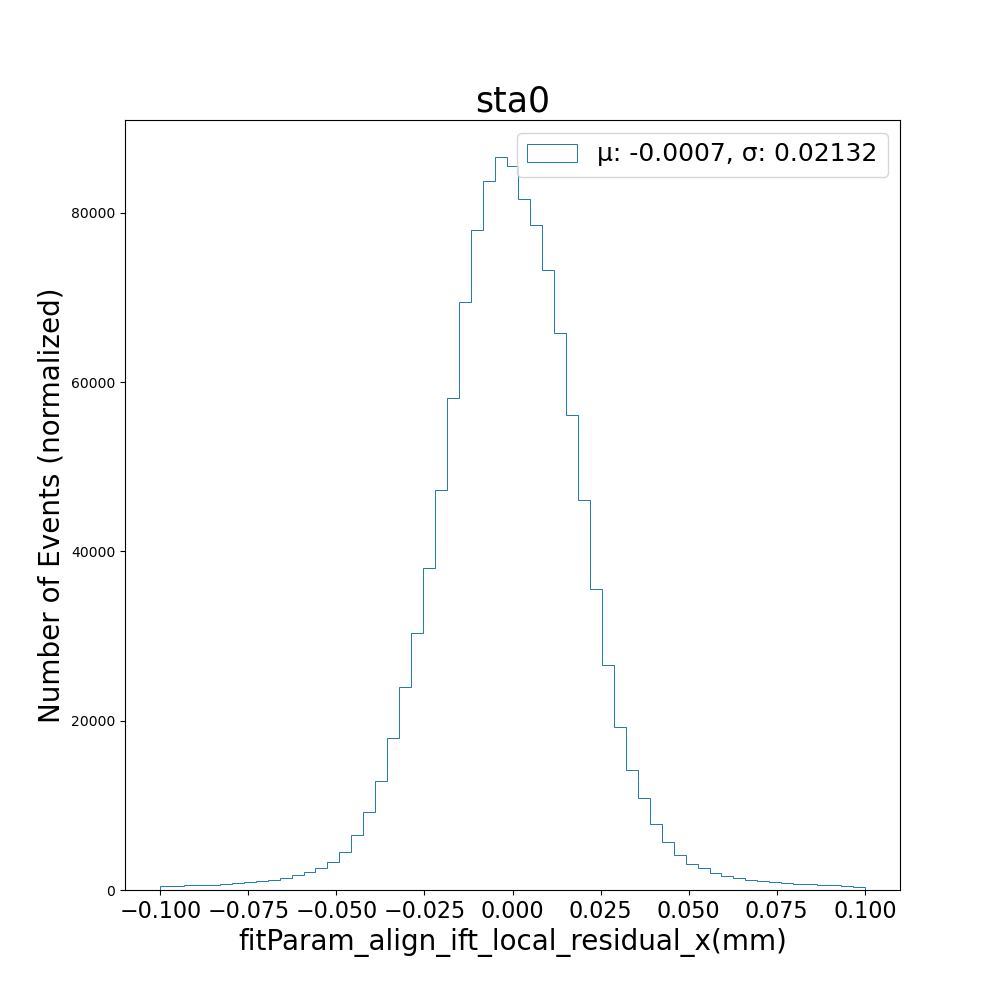 sta0
μ: -0.0007, σ: 0.02132
Number of Events (normalized)
80000
60000
40000
20000
0
−0.100 −0.075 −0.050 −0.025 0.000 0.025 0.050 0.075 0.100
fitParam_align_ift_local_residual_x(mm)